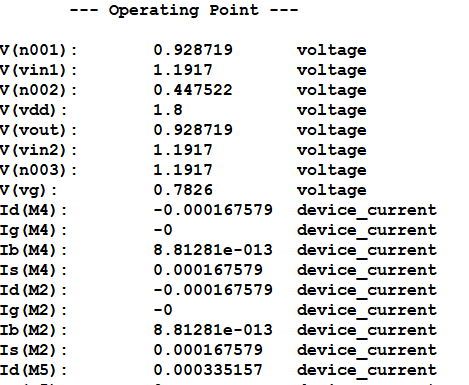 --- Operating Point ---
V(n001): 0.928719 voltage
V(vin1): 1.1917 voltage
V(n002): 0.447522 voltage
V(vdd): 1.8 voltage
V(vout): 0.928719 voltage
V(vin2): 1.1917 voltage
V(n003): 1.1917 voltage
V(vg): 0.7826 voltage
Id(M4): -0.000167579 device_current
Ig(M4): -0 device_current
Ib(M4): 8.81281e-013 device_current
Is(M4): 0.000167579 device_current
Id(M2): -0.000167579 device_current
Ig(M2): -0 device_current
Ib(M2): 8.81281e-013 device_current
Is(M2): 0.000167579 device_current
Id(M5): 0.000335157 device_current